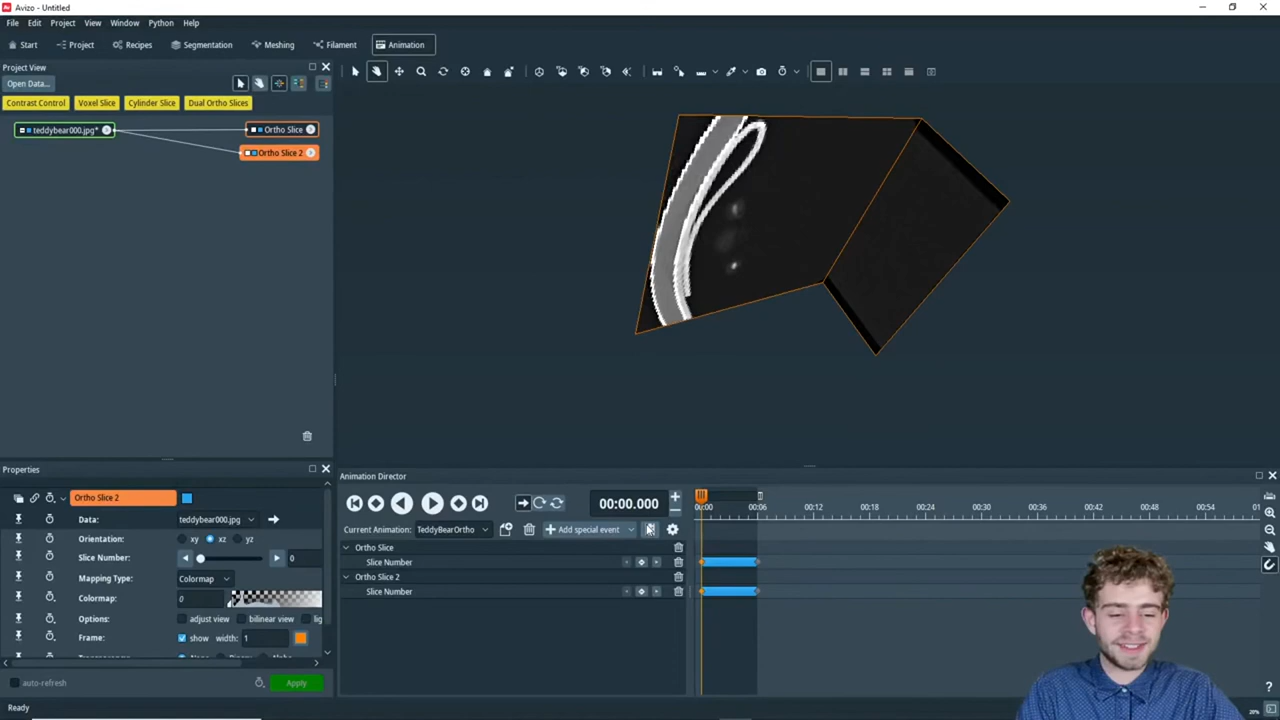 Avizo - Untitled
File Edit Project View Window Python Help
Start Project Recipes Segmentation Meshing Filament Animation
Project View
Open Data...
Contrast Control Voxel Slice Cylinder Slice Dual Ortho Slices
teddybear000.jpg* Ortho Slice
Ortho Slice 2
Properties
Ortho Slice 2
Data: teddybear000.jpg
Orientation: xy xz yz
Slice Number: 0
Mapping Type: Colormap
Colormap: 0
Options: adjust view bilinear view lig
Frame: show width: 1
auto-refresh Apply
Ready
Animation Director
00:00.000
Current Animation: TeddyBearOrtho Add special event
00:00 00:06 00:12 00:18 00:24 00:30 00:36 00:42 00:48 00:54 01
Ortho Slice
Slice Number
Ortho Slice 2
Slice Number